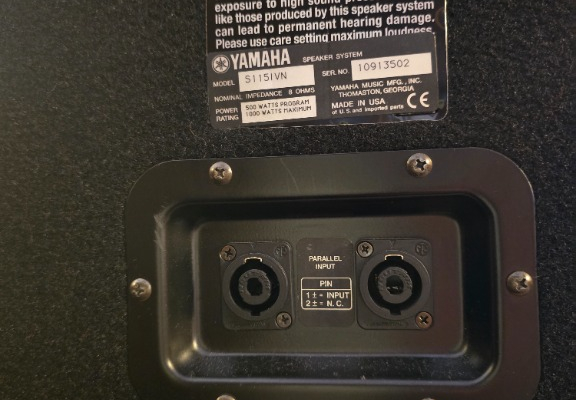 exposure to high sound
like those produced by this speaker system
can lead to permanent hearing damage.
Please use care setting maximum loudness.
YAMAHA SPEAKER SYSTEM
MODEL S115IVN SER.NO. 10913502
NOMINAL IMPEDANCE 8 OHMS
POWER RATING 500 WATTS PROGRAM
1000 WATTS MAXIMUM
YAMAHA MUSIC MFG., INC.
THOMASTON, GEORGIA
MADE IN USA
of U.S. and imported parts CE
PARALLEL
INPUT
PIN
1 ± = INPUT
2 ± = N.C.